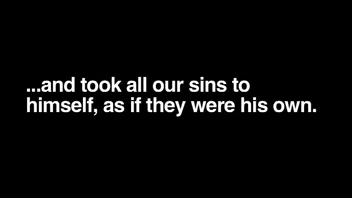 ...and took all our sins to
himself, as if they were his own.